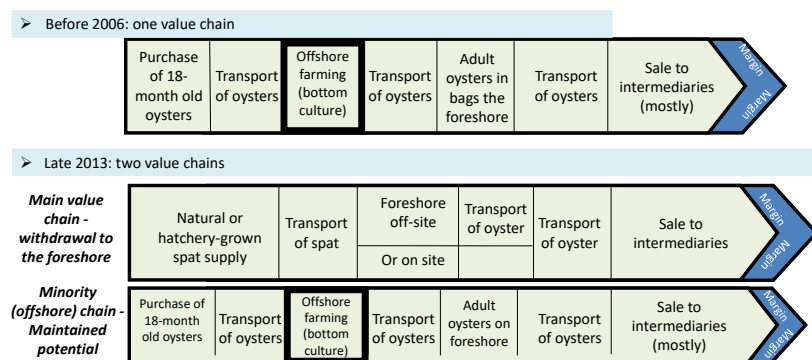 ➢ Before 2006: one value chain
Purchase
of 18-
month old
oysters
Transport
of oysters
Offshore
farming
(bottom
culture)
Transport
of oysters
Adult
oysters in
bags the
foreshore
Transport
of oysters
Sale to
intermediaries
(mostly)
Margin
Margin
➢ Late 2013: two value chains
Main value
chain -
withdrawal to
the foreshore
Natural or
hatchery-grown
spat supply
Transport
of spat
Foreshore
off-site
Or on site
Transport
of oyster
Transport
of oyster
Sale to
intermediaries
Margin
Margin
Minority
(offshore) chain -
Maintained
potential
Purchase of
18-month
old oysters
Transport
of oysters
Offshore
farming
(bottom
culture)
Transport
of oysters
Adult
oysters on
foreshore
Transport
of oysters
Sale to
intermediaries
(mostly)
Margin
Margin